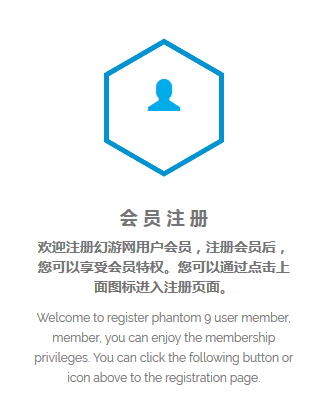 会员注册
欢迎注册幻游网用户会员，注册会员后，
您可以享受会员特权。您可以通过点击上
面图标进入注册页面。
Welcome to register phantom 9 user member,
member, you can enjoy the membership
privileges. You can click the following button or
icon above to the registration page.